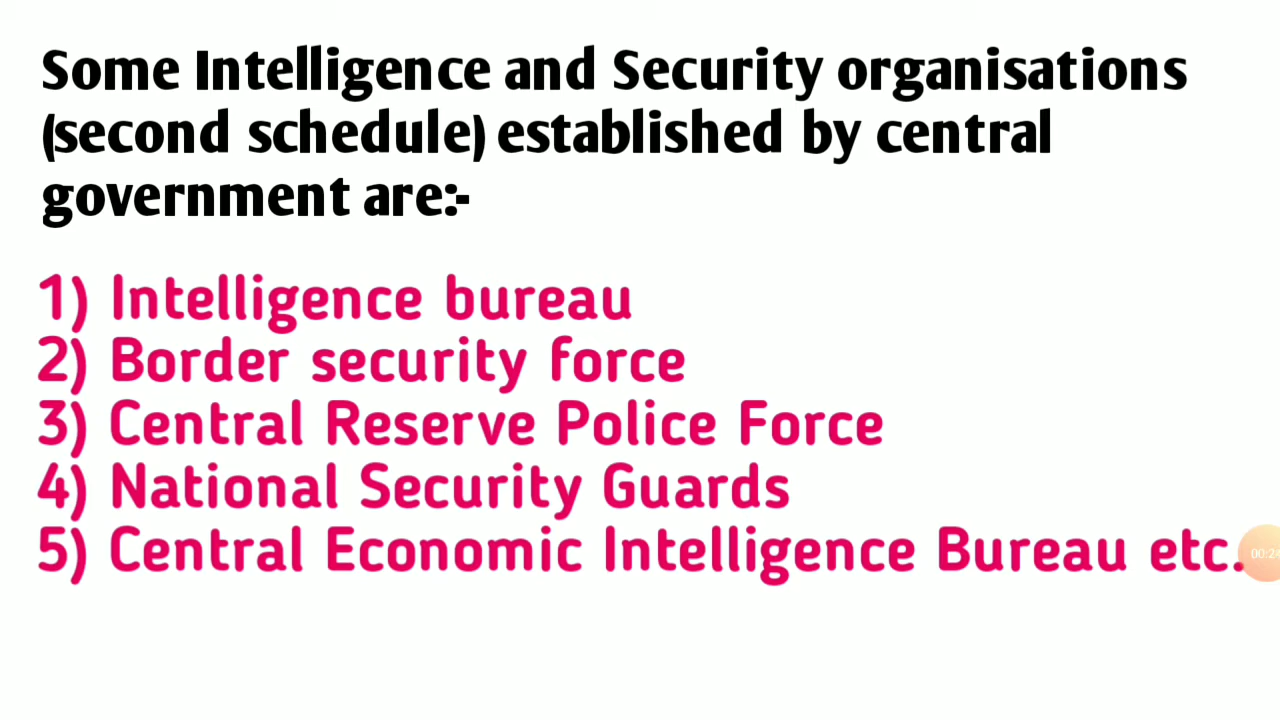 Some Intelligence and Security organisations
(second schedule) established by central
government are:-
1) Intelligence bureau
2) Border security force
3) Central Reserve Police Force
4) National Security Guards
5) Central Economic Intelligence Bureau etc.